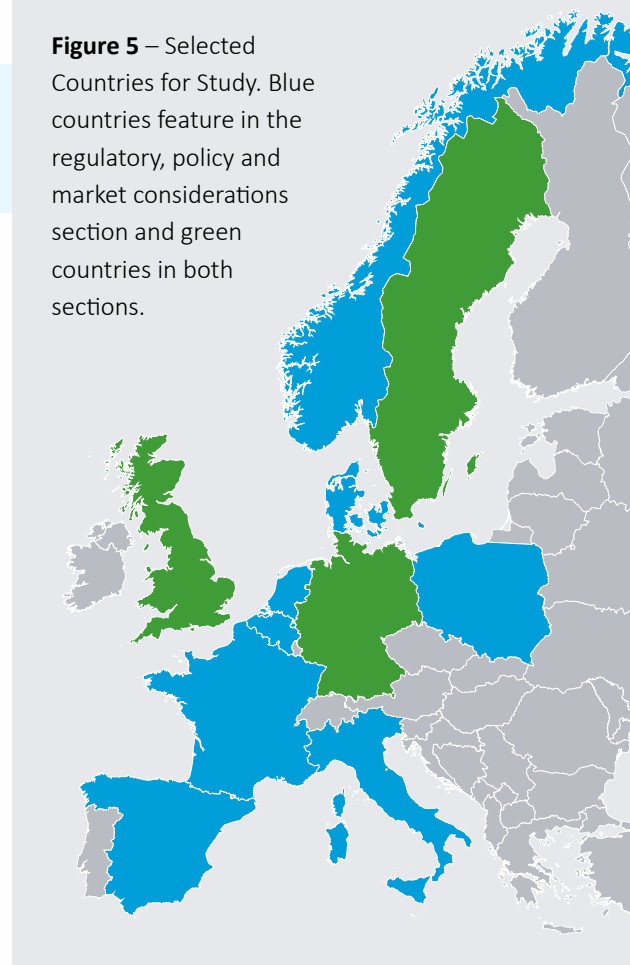 Figure 5 – Selected
Countries for Study. Blue
countries feature in the
regulatory, policy and
market considerations
section and green
countries in both
sections.